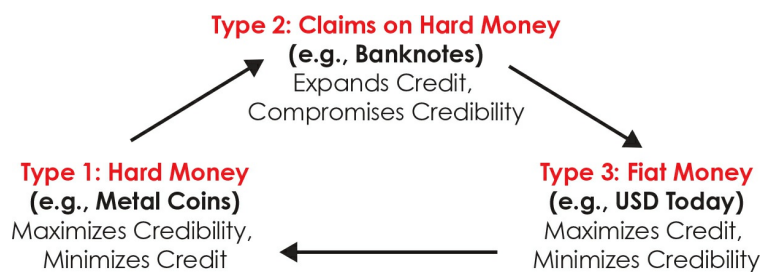 Type 2: Claims on Hard Money
(e.g., Banknotes)
Expands Credit,
Compromises Credibility
Type 1: Hard Money
(e.g., Metal Coins)
Maximizes Credibility,
Minimizes Credit
Type 3: Fiat Money
(e.g., USD Today)
Maximizes Credit,
Minimizes Credibility